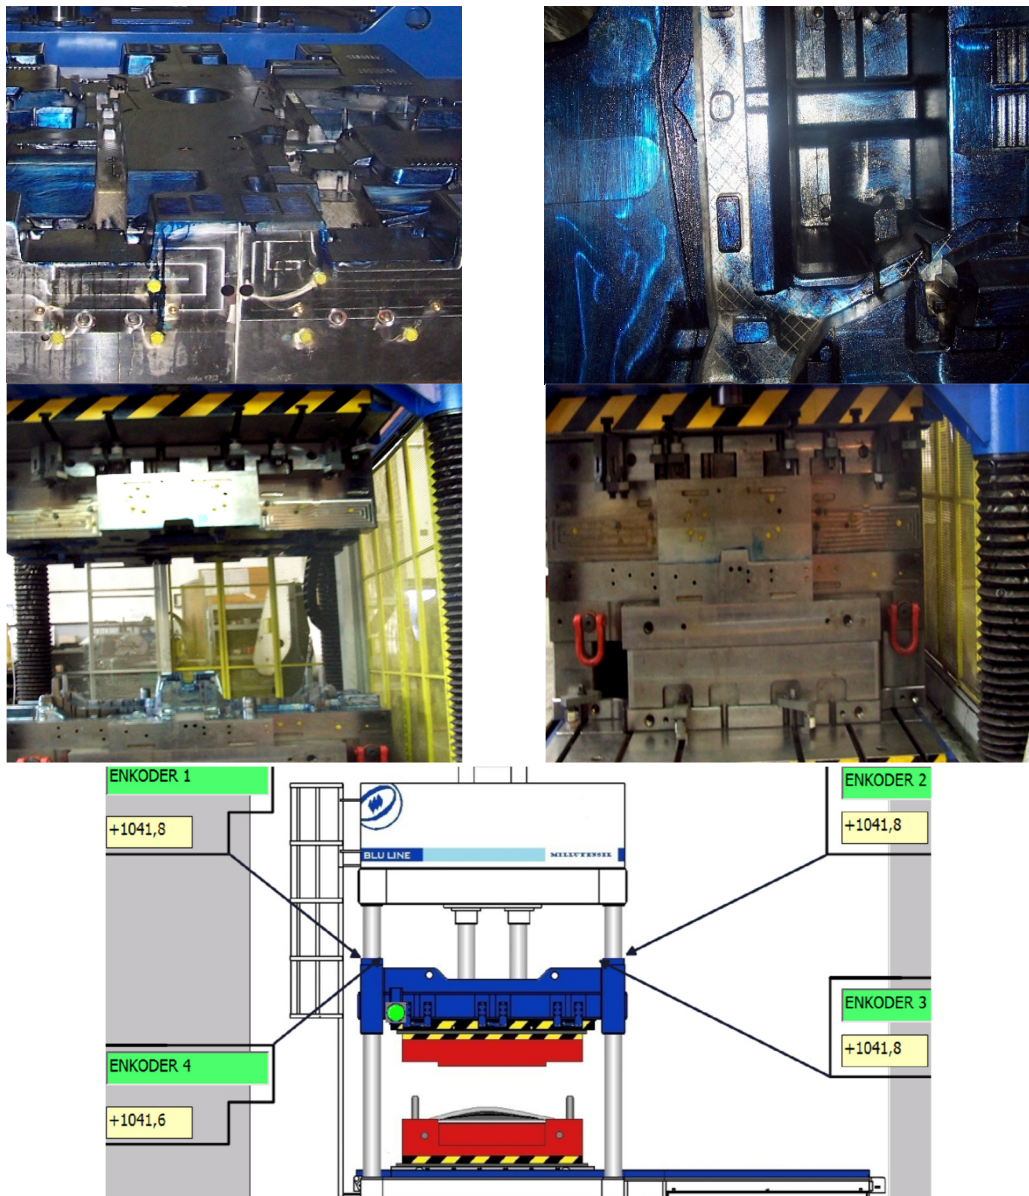 ENKODER 1
ENKODER 2
+1041,8
+1041,8
BLU LINE
MILLUTENSIL
ENKODER 3
+1041,8
ENKODER 4
+1041,6